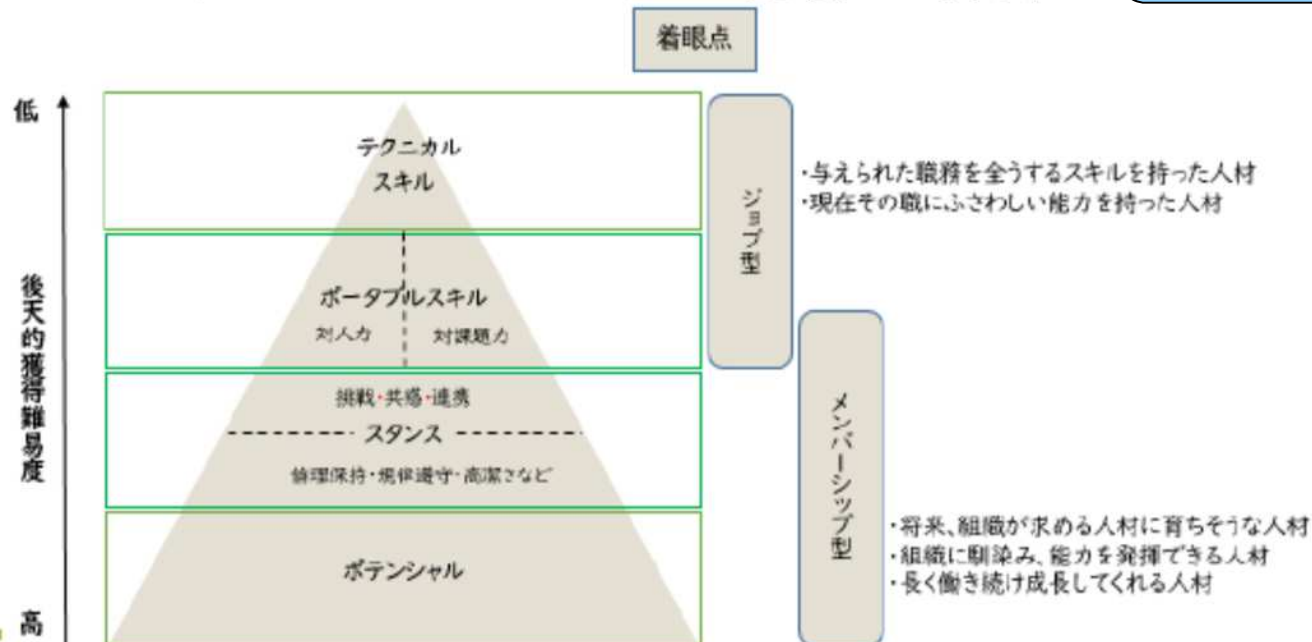 着眼点
低
後天的獲得難易度
高
テクニカル
スキル
ポータブルスキル
対人力
対課題力
挑戦・共感・連携
スタンス
倫理保持・規律遵守・高潔さなど
ポテンシャル
ジョブ型
・与えられた職務を全うするスキルを持った人材
・現在その職にふさわしい能力を持った人材
メンバーシップ型
・将来、組織が求める人材に育ちそうな人材
・組織に馴染み、能力を発揮できる人材
・長く働き続け成長してくれる人材